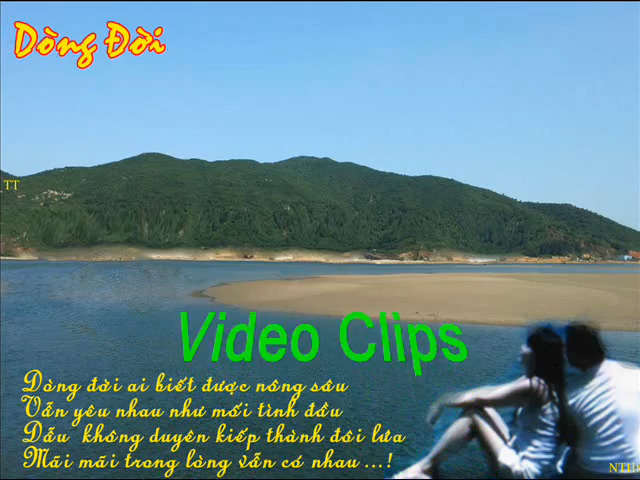 Dòng Đời
TT
Video Clips
Dòng đời ai biết được nông sâu
Vẫn yêu nhau như mối tình đầu
Dẫu không duyên kiếp thành đôi lứa
Mãi mãi trong lòng vẫn có nhau ...!